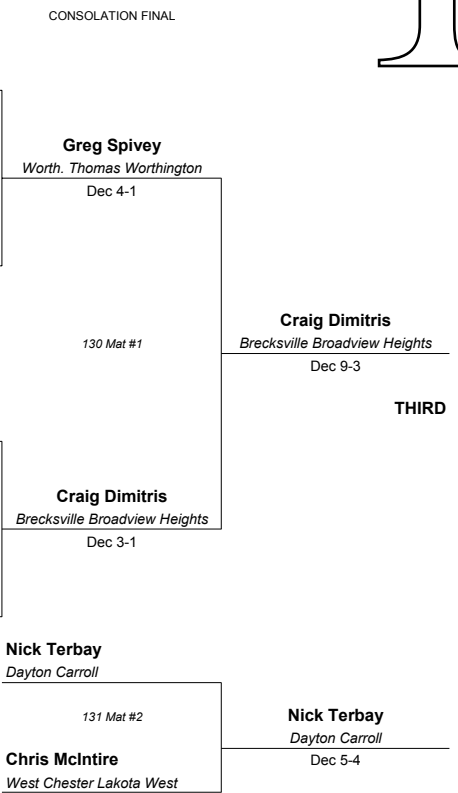 CONSOLATION FINAL
Greg Spivey
Worth. Thomas Worthington
Dec 4-1
130 Mat #1
Craig Dimitris
Brecksville Broadview Heights
Dec 9-3
THIRD
Craig Dimitris
Brecksville Broadview Heights
Dec 3-1
Nick Terbay
Dayton Carroll
131 Mat #2
Nick Terbay
Dayton Carroll
Dec 5-4
Chris McIntire
West Chester Lakota West